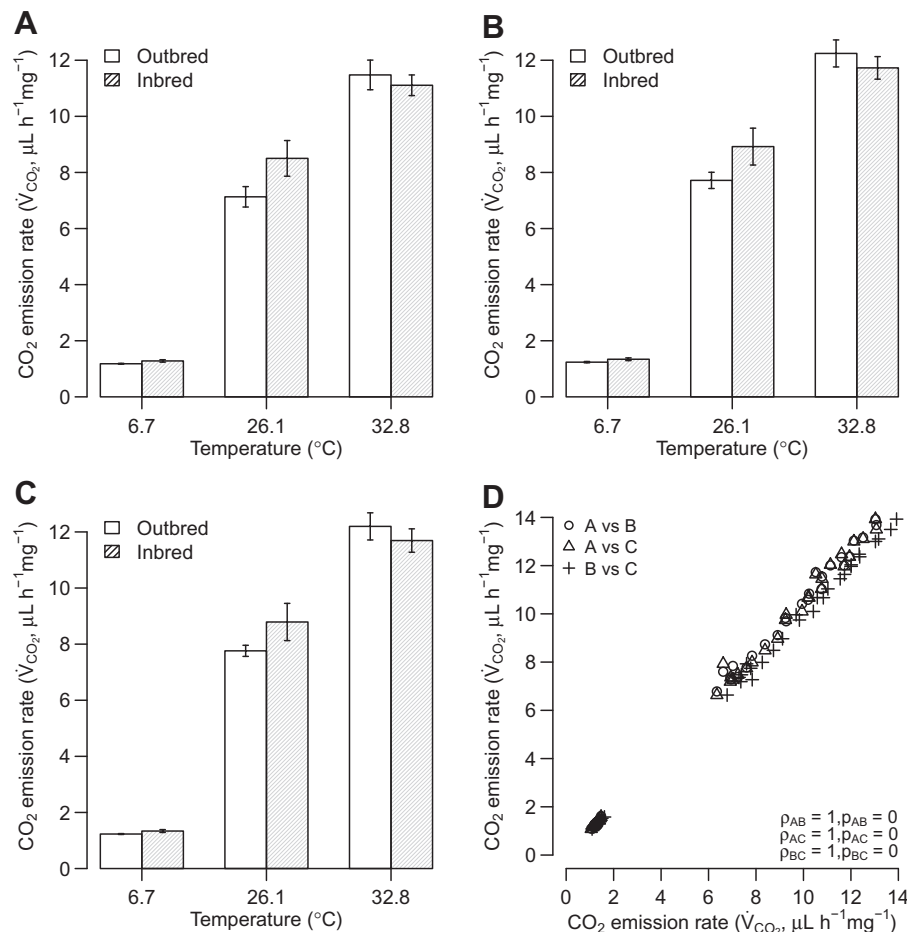 A
Outbred
Inbred
CO₂ emission rate (V̇CO₂, μL h⁻¹mg⁻¹)
12
10
8
6
4
2
0
6.7 26.1 32.8
Temperature (°C)
B
Outbred
Inbred
CO₂ emission rate (V̇CO₂, μL h⁻¹mg⁻¹)
12
10
8
6
4
2
0
6.7 26.1 32.8
Temperature (°C)
C
Outbred
Inbred
CO₂ emission rate (V̇CO₂, μL h⁻¹mg⁻¹)
12
10
8
6
4
2
0
6.7 26.1 32.8
Temperature (°C)
D
A vs B
A vs C
B vs C
CO₂ emission rate (V̇CO₂, μL h⁻¹mg⁻¹)
14
12
10
8
6
4
2
0
ρAB = 1,pAB = 0
ρAC = 1,pAC = 0
ρBC = 1,pBC = 0
0 2 4 6 8 10 12 14
CO₂ emission rate (V̇CO₂, μL h⁻¹mg⁻¹)